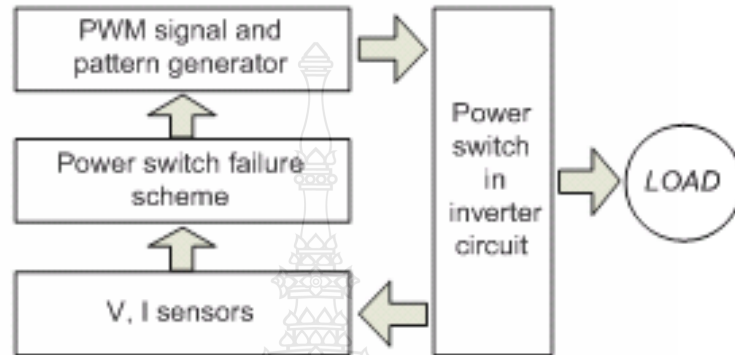 PWM signal and
pattern generator
Power switch failure
scheme
V, I sensors
Power
switch
in
inverter
circuit
LOAD